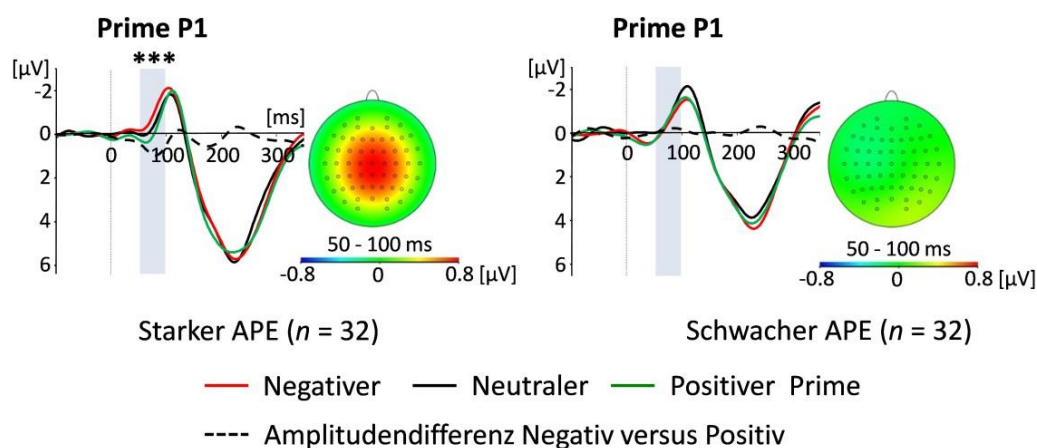 Prime P1
***
[µV]
-2
0
2
4
6
[ms]
0 100 200 300
50 - 100 ms
-0.8 0 0.8 [µV]
Starker APE (n = 32)
Prime P1
[µV]
-2
0
2
4
6
0 100 200 300
50 - 100 ms
-0.8 0 0.8 [µV]
Schwacher APE (n = 32)
Negativer Neutraler Positiver Prime
Amplitudendifferenz Negativ versus Positiv